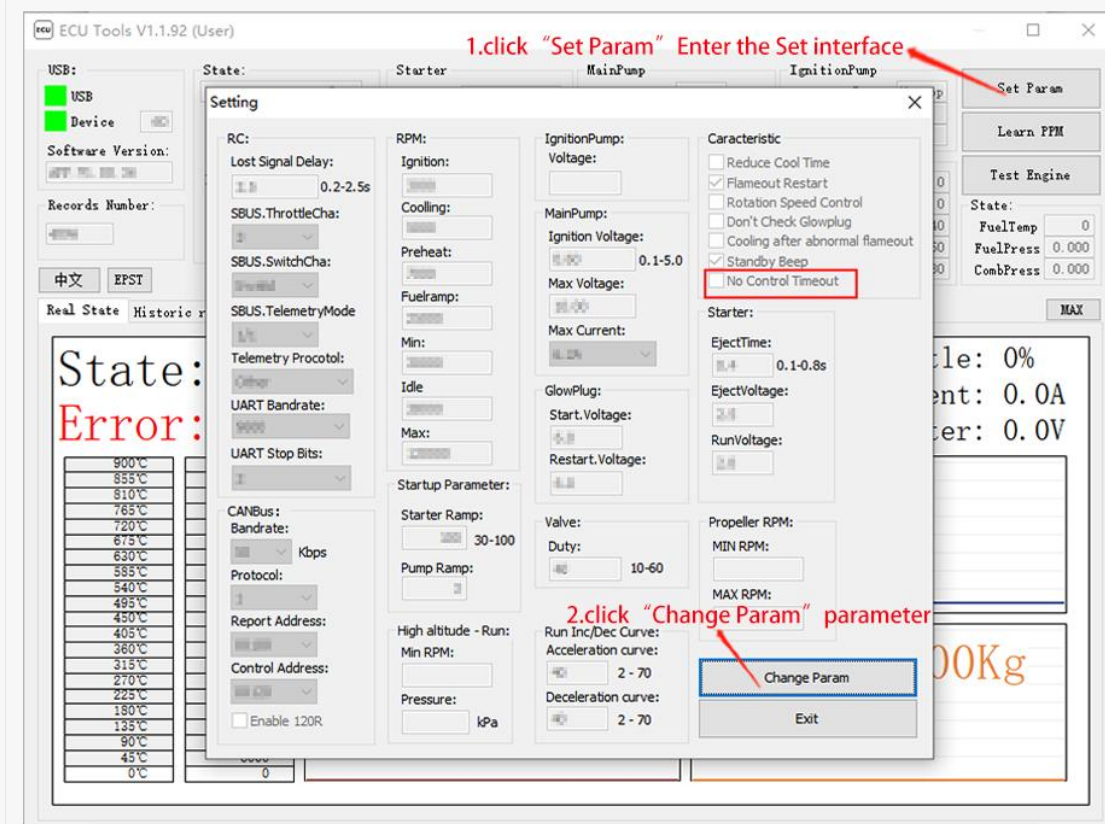 ECU Tools V1.1.92 (User)
1.click “Set Param” Enter the Set interface
USB:
USB
Device
Software Version:
Records Number:
中文
EPST
Real State
State:
Starter
MainPump
IgnitionPump
Set Param
Learn PPM
Test Engine
State:
FuelTemp 0
FuelPress 0.000
CombPress 0.000
MAX
State:
Error:
0%
0.0A
0.0V
900℃
855℃
810℃
765℃
720℃
675℃
630℃
585℃
540℃
495℃
450℃
405℃
360℃
315℃
270℃
225℃
180℃
135℃
90℃
45℃
0℃
0
Setting
RC:
Lost Signal Delay:
0.2-2.5s
SBUS.ThrottleCha:
SBUS.SwitchCha:
SBUS.TelemetryMode
Telemetry Procotol:
UART Bandrate:
UART Stop Bits:
CANBus:
Bandrate:
Kbps
Protocol:
Report Address:
Control Address:
Enable 120R
RPM:
Ignition:
Coolling:
Preheat:
Fuelramp:
Min:
Idle
Max:
Startup Parameter:
Starter Ramp:
30-100
Pump Ramp:
High altitude - Run:
Min RPM:
Pressure:
kPa
IgnitionPump:
Voltage:
MainPump:
Ignition Voltage:
0.1-5.0
Max Voltage:
Max Current:
GlowPlug:
Start.Voltage:
Restart.Voltage:
Valve:
Duty:
10-60
Run Inc/Dec Curve:
Acceleration curve:
2 - 70
Deceleration curve:
2 - 70
Caracteristic
Reduce Cool Time
Flameout Restart
Rotation Speed Control
Don't Check Glowplug
Cooling after abnormal flameout
Standby Beep
No Control Timeout
Starter:
EjectTime:
0.1-0.8s
EjectVoltage:
RunVoltage:
Propeller RPM:
MIN RPM:
MAX RPM:
2.click “Change Param” parameter
Change Param
Exit